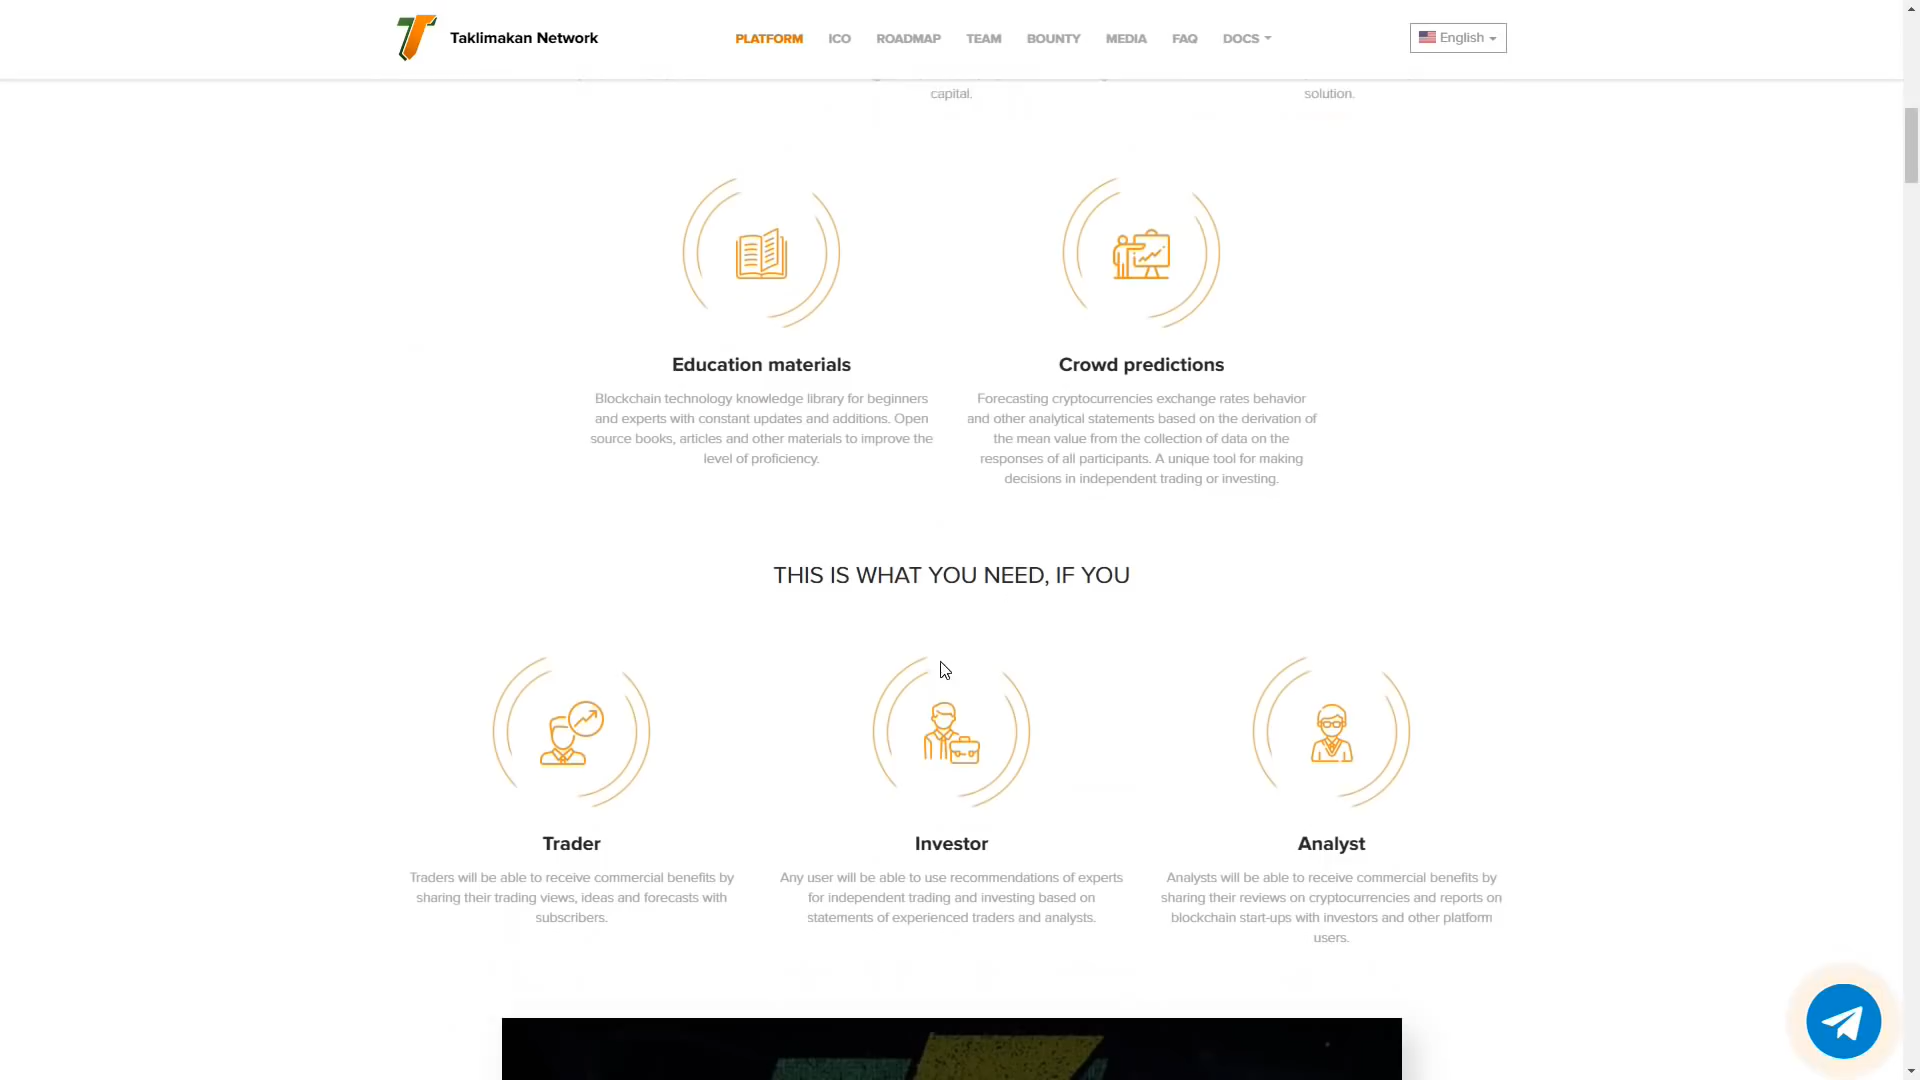 Taklimakan Network
PLATFORM
ICO
ROADMAP
TEAM
BOUNTY
MEDIA
FAQ
DOCS
English
capital.
solution.
Education materials
Blockchain technology knowledge library for beginners
and experts with constant updates and additions. Open
source books, articles and other materials to improve the
level of proficiency.
Crowd predictions
Forecasting cryptocurrencies exchange rates behavior
and other analytical statements based on the derivation of
the mean value from the collection of data on the
responses of all participants. A unique tool for making
decisions in independent trading or investing.
THIS IS WHAT YOU NEED, IF YOU
Trader
Traders will be able to receive commercial benefits by
sharing their trading views, ideas and forecasts with
subscribers.
Investor
Any user will be able to use recommendations of experts
for independent trading and investing based on
statements of experienced traders and analysts.
Analyst
Analysts will be able to receive commercial benefits by
sharing their reviews on cryptocurrencies and reports on
blockchain start-ups with investors and other platform
users.